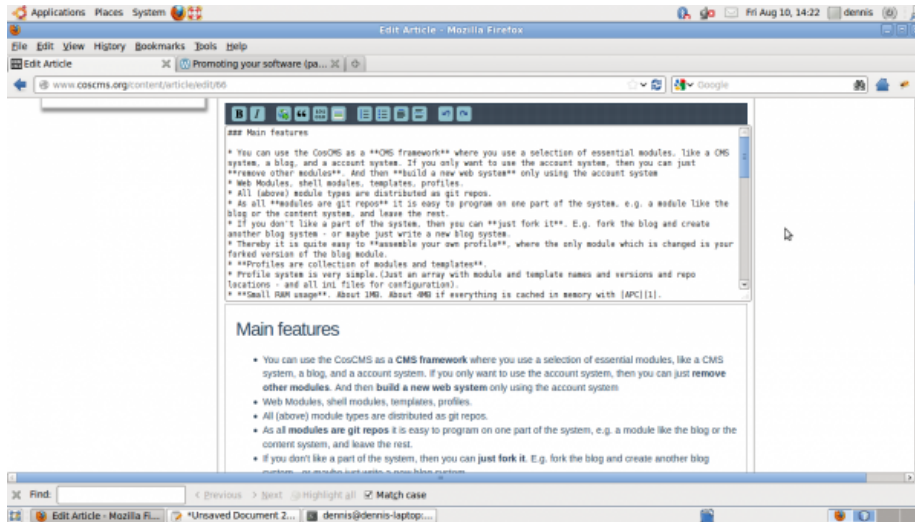 Applications Places System
Fri Aug 10, 14:22 dennis
Edit Article - Mozilla Firefox
File Edit View History Bookmarks Tools Help
Edit Article Promoting your software (pa...
www.coscms.org/content/article/edit/66 Google
B I
### Main features
* You can use the CosCMS as a **CMS framework** where you use a selection of essential modules, like a CMS
system, a blog, and a account system. If you only want to use the account system, then you can just
**remove other modules**. And then **build a new web system** only using the account system
* Web Modules, shell modules, templates, profiles.
* All (above) module types are distributed as git repos.
* As all **modules are git repos** it is easy to program on one part of the system, e.g. a module like the
blog or the content system, and leave the rest.
* If you don't like a part of the system, then you can **just fork it**. E.g. fork the blog and create
another blog system - or maybe just write a new blog system.
* Thereby it is quite easy to **assemble your own profile**, where the only module which is changed is your
forked version of the blog module.
* **Profiles are collection of modules and templates**.
* Profile system is very simple.(Just an array with module and template names and versions and repo
locations - and all ini files for configuration).
* **Small RAM usage**. About 1MB. About 4MB if everything is cached in memory with [APC][1].
Main features
• You can use the CosCMS as a CMS framework where you use a selection of essential modules, like a CMS
system, a blog, and a account system. If you only want to use the account system, then you can just remove
other modules. And then build a new web system only using the account system
• Web Modules, shell modules, templates, profiles.
• All (above) module types are distributed as git repos.
• As all modules are git repos it is easy to program on one part of the system, e.g. a module like the blog or the
content system, and leave the rest.
• If you don't like a part of the system, then you can just fork it. E.g. fork the blog and create another blog
system - or maybe just write a new blog system.
Find: Previous Next Highlight all Match case
Edit Article - Mozilla Fi... *Unsaved Document 2... dennis@dennis-laptop:...